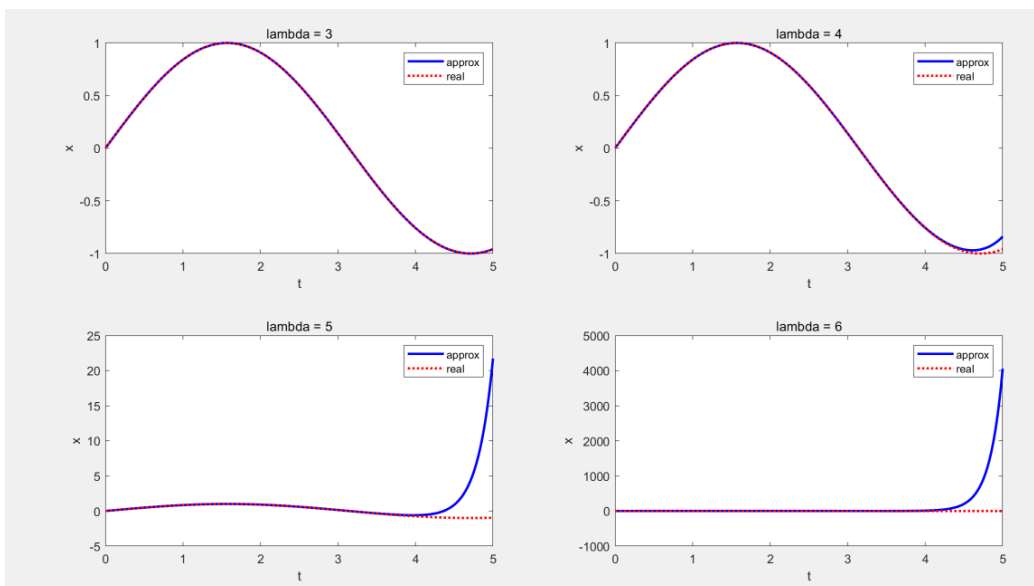 lambda = 3
1
0.5
0
-0.5
-1
x
approx
real
0 1 2 3 4 5
t
lambda = 4
1
0.5
0
-0.5
-1
x
approx
real
0 1 2 3 4 5
t
lambda = 5
25
20
15
10
5
0
-5
x
approx
real
0 1 2 3 4 5
t
lambda = 6
5000
4000
3000
2000
1000
0
-1000
x
approx
real
0 1 2 3 4 5
t